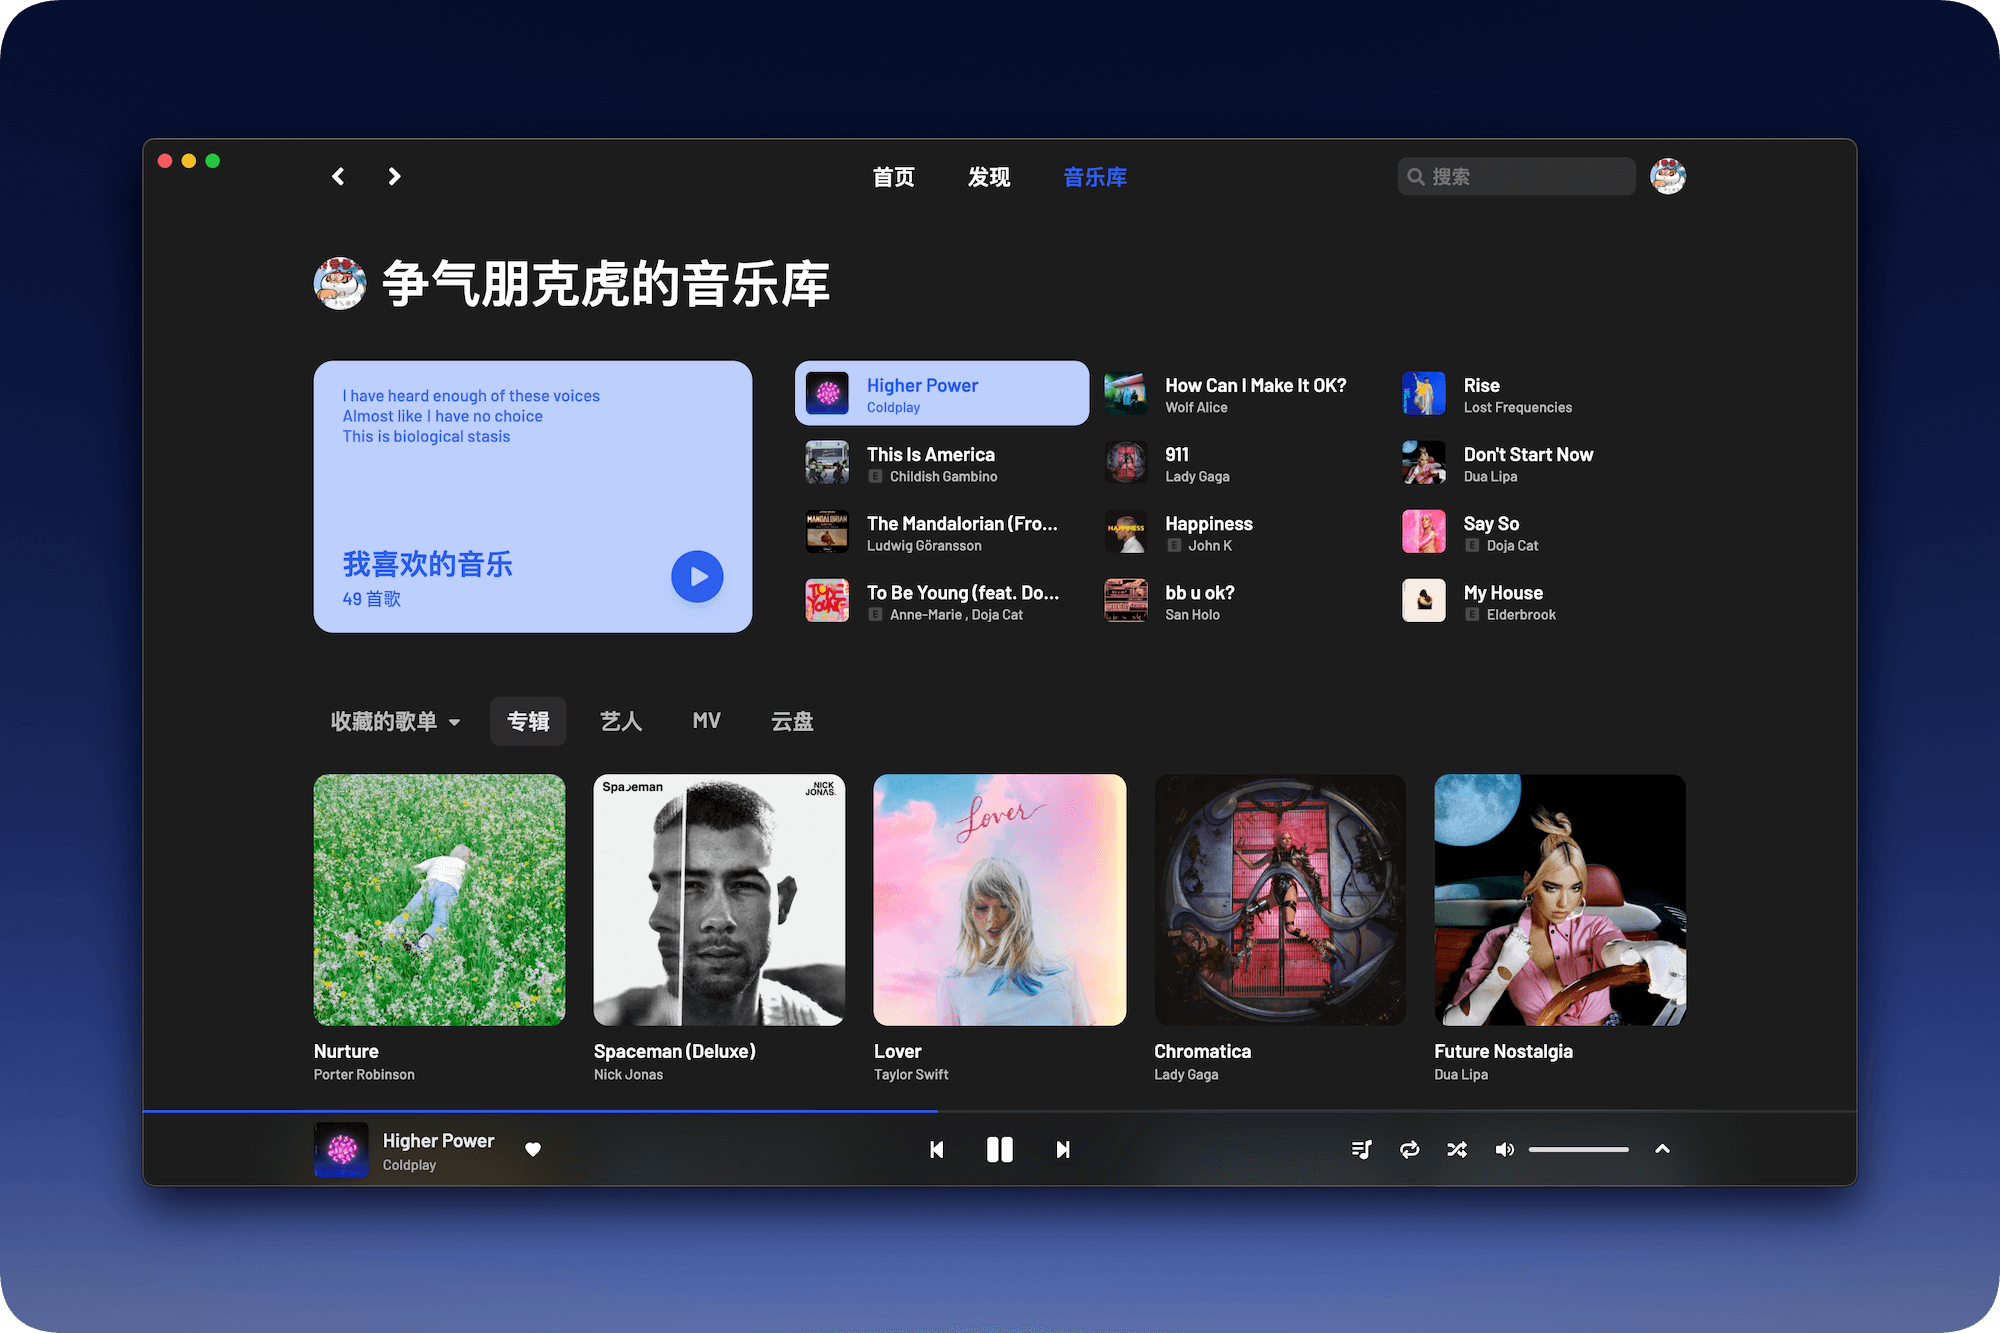 首页
发现
音乐库
搜索
争气朋克虎的音乐库
I have heard enough of these voices
Almost like I have no choice
This is biological stasis
我喜欢的音乐
49 首歌
Higher Power
Coldplay
How Can I Make It OK?
Wolf Alice
Rise
Lost Frequencies
This Is America
E Childish Gambino
911
Lady Gaga
Don't Start Now
Dua Lipa
MANDALORIAN
The Mandalorian (Fro...
Ludwig Göransson
HAPPINESS
Happiness
E John K
Say So
E Doja Cat
TO BE YOUNG
To Be Young (feat. Do...
E Anne-Marie , Doja Cat
bb u ok?
San Holo
My House
E Elderbrook
收藏的歌单
专辑
艺人
MV
云盘
Spaceman
NICK
JONAS.
Lover
Nurture
Porter Robinson
Spaceman (Deluxe)
Nick Jonas
Lover
Taylor Swift
Chromatica
Lady Gaga
Future Nostalgia
Dua Lipa
Higher Power
Coldplay